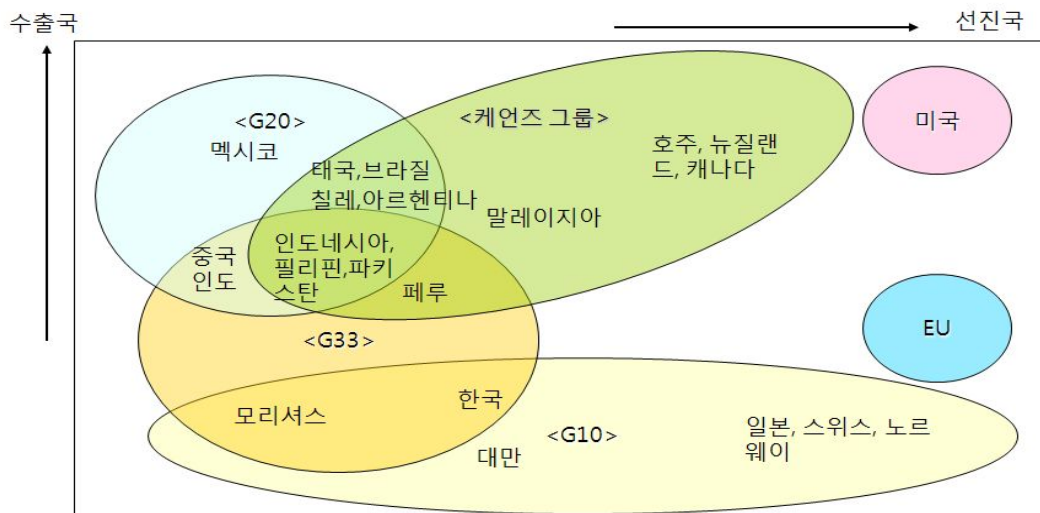 수출국
선진국
<G20>
멕시코
<케언즈 그룹>
미국
호주, 뉴질랜
드, 캐나다
태국,브라질
칠레,아르헨티나
말레이지아
중국
인도
인도네시아,
필리핀,파키
스탄
페루
<G33>
EU
모리셔스
한국
<G10>
대만
일본, 스위스, 노르
웨이